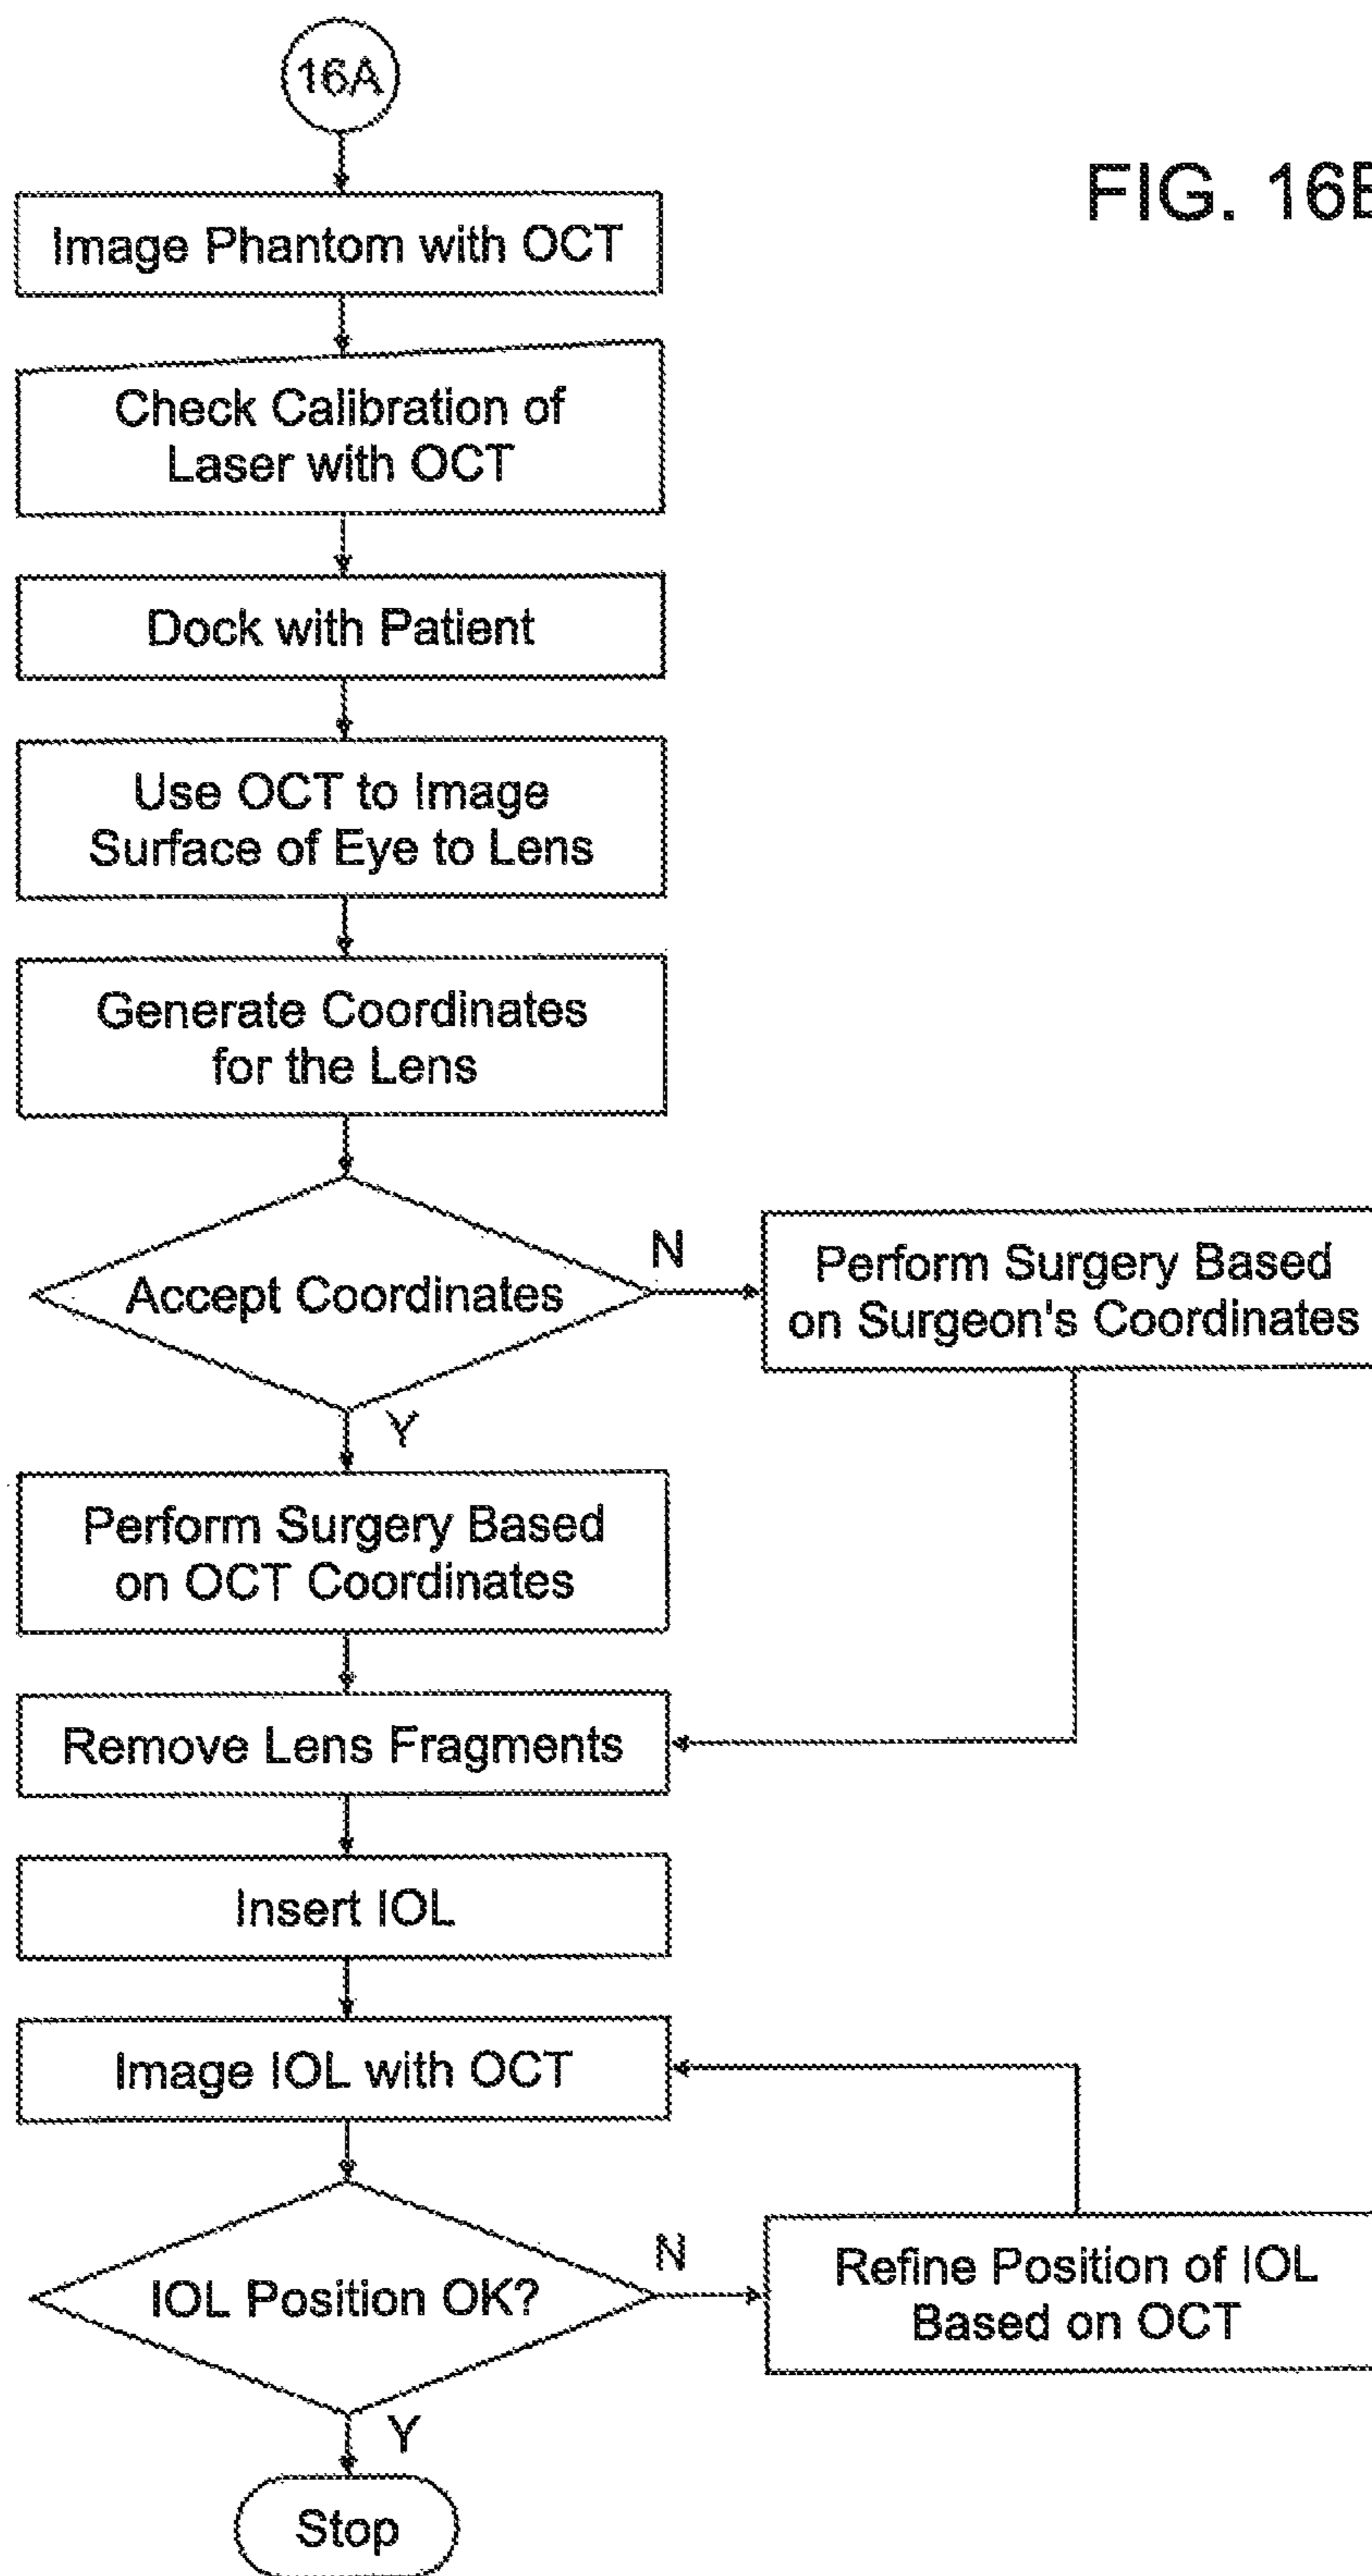 16A
FIG. 16B
Image Phantom with OCT
Check Calibration of
Laser with OCT
Dock with Patient
Use OCT to Image
Surface of Eye to Lens
Generate Coordinates
for the Lens
Accept Coordinates
N
Perform Surgery Based
on Surgeon's Coordinates
Y
Perform Surgery Based
on OCT Coordinates
Remove Lens Fragments
Insert IOL
Image IOL with OCT
IOL Position OK?
N
Refine Position of IOL
Based on OCT
Y
Stop